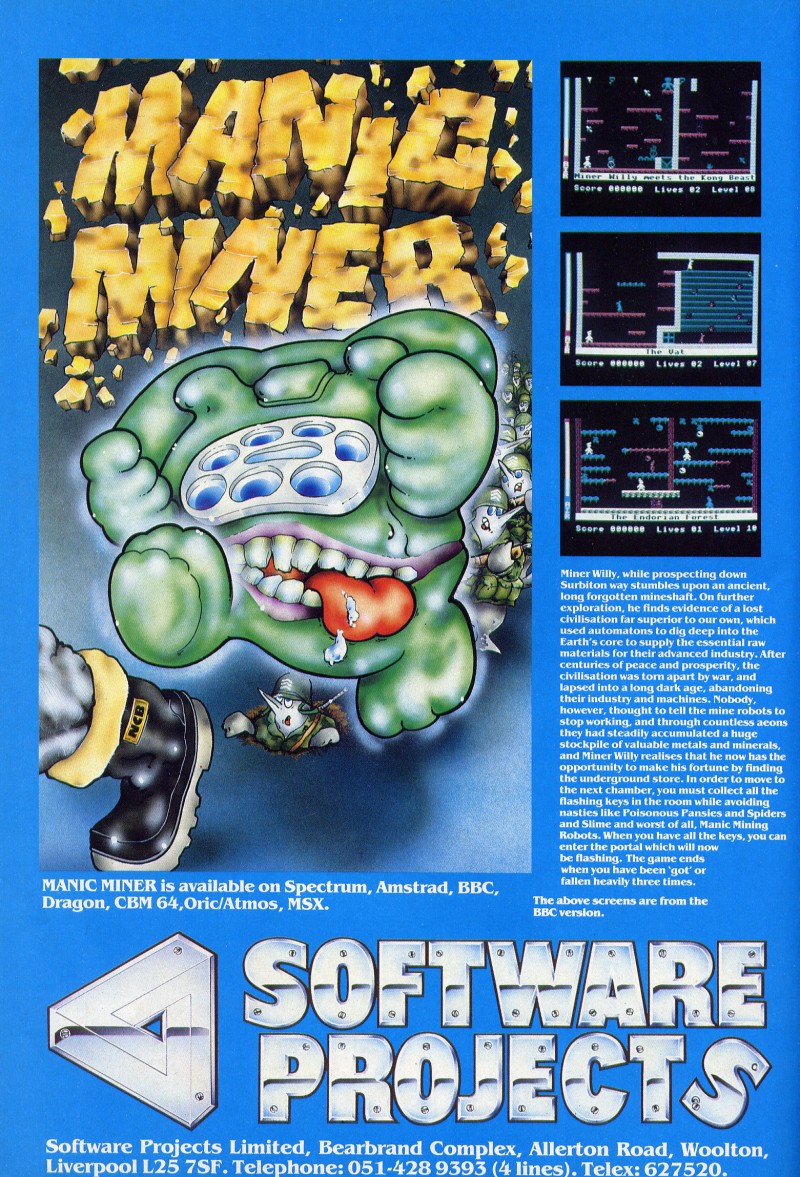 MANIC
MINER
NCB
Miner Willy meets the Kong Beast
Score 000000 Lives 02 Level 08
The Vat
Score 000000 Lives 02 Level 07
The Endorian Forest
Score 000000 Lives 01 Level 10
Miner Willy, while prospecting down
Surbiton way stumbles upon an ancient,
long forgotten mineshaft. On further
exploration, he finds evidence of a lost
civilisation far superior to our own, which
used automatons to dig deep into the
Earth's core to supply the essential raw
materials for their advanced industry. After
centuries of peace and prosperity, the
civilisation was torn apart by war, and
lapsed into a long dark age, abandoning
their industry and machines. Nobody,
however, thought to tell the mine robots to
stop working, and through countless aeons
they had steadily accumulated a huge
stockpile of valuable metals and minerals,
and Miner Willy realises that he now has the
opportunity to make his fortune by finding
the underground store. In order to move to
the next chamber, you must collect all the
flashing keys in the room while avoiding
nasties like Poisonous Pansies and Spiders
and Slime and worst of all, Manic Mining
Robots. When you have all the keys, you can
enter the portal which will now
be flashing. The game ends
when you have been 'got' or
fallen heavily three times.
The above screens are from the
BBC version.
MANIC MINER is available on Spectrum, Amstrad, BBC,
Dragon, CBM 64,Oric/Atmos, MSX.
SOFTWARE
PROJECTS
Software Projects Limited, Bearbrand Complex, Allerton Road, Woolton,
Liverpool L25 7SF. Telephone: 051-428 9393 (4 lines). Telex: 627520.